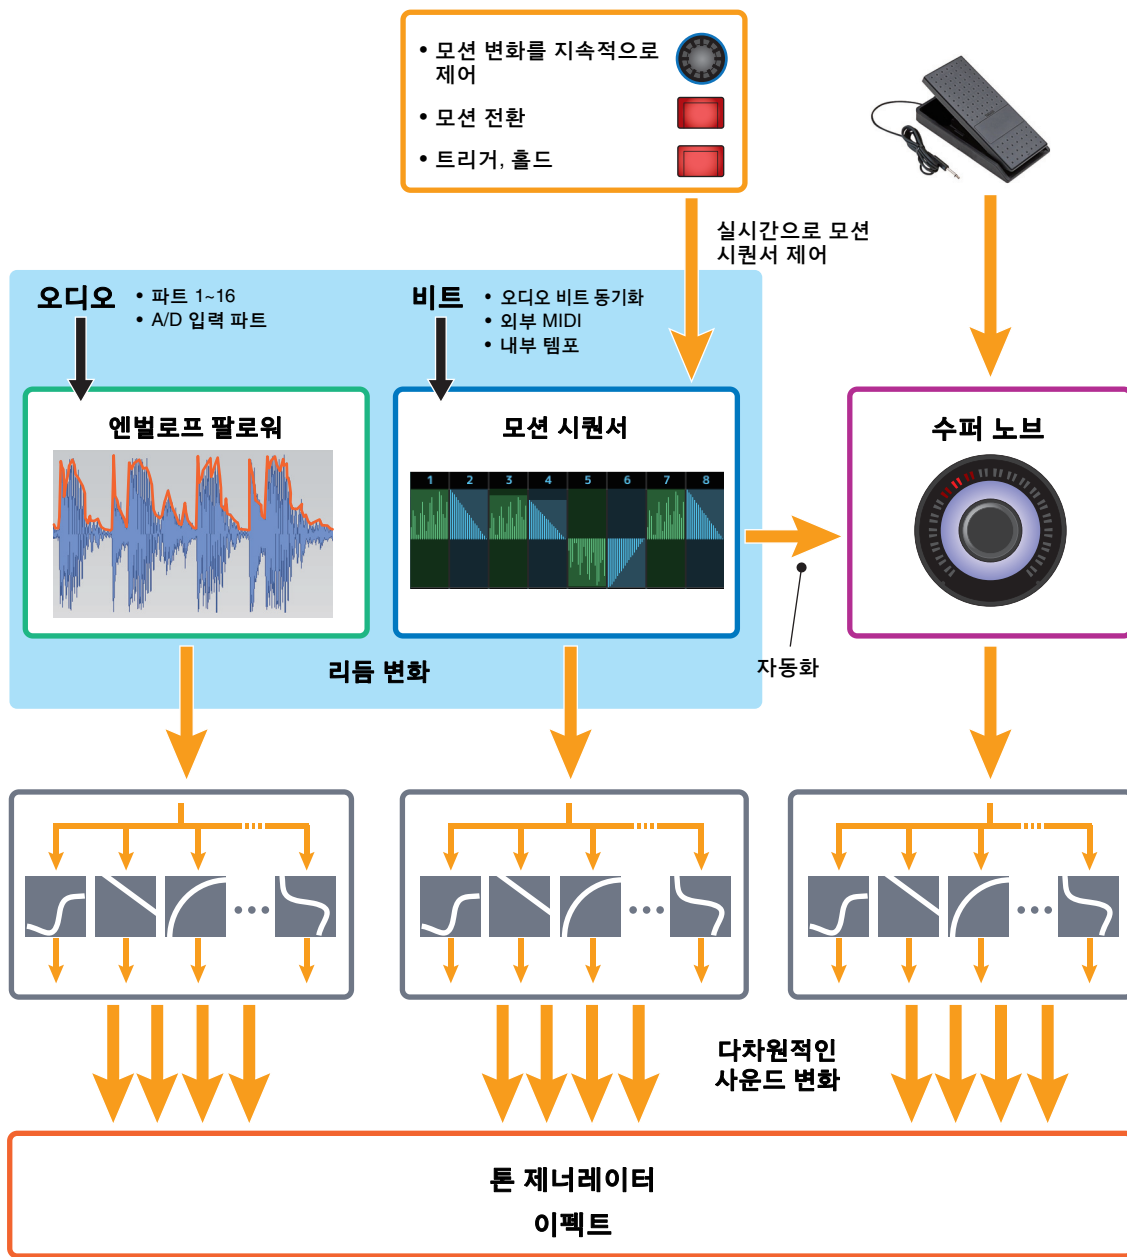 • 모션 변화를 지속적으로
제어
• 모션 전환
• 트리거, 홀드
실시간으로 모션
시퀀서 제어
오디오
• 파트 1~16
• A/D 입력 파트
비트
• 오디오 비트 동기화
• 외부 MIDI
• 내부 템포
엔벌로프 팔로워
모션 시퀀서
1 2 3 4 5 6 7 8
수퍼 노브
자동화
리듬 변화
다차원적인
사운드 변화
톤 제너레이터
이펙트